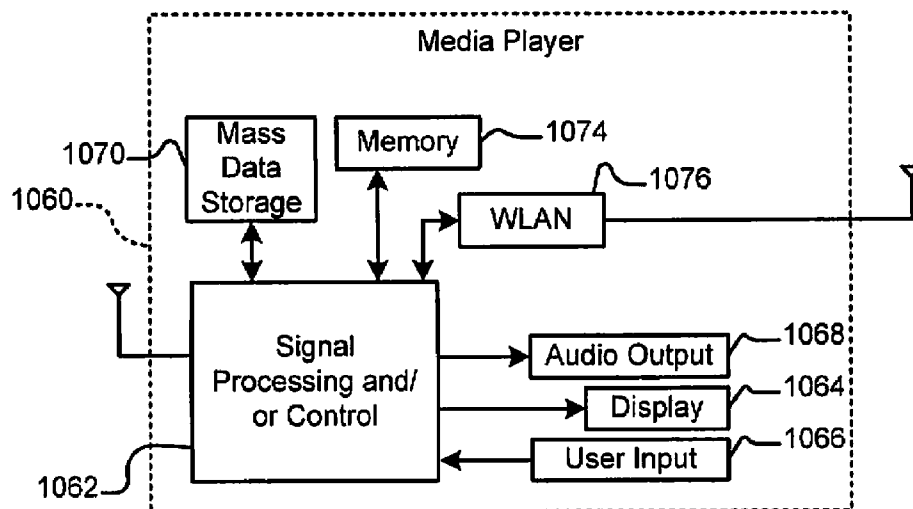 Media Player
Mass
Data
Storage
1070
Memory
1074
1060
WLAN
1076
Signal
Processing and/
or Control
1062
Audio Output
1068
Display
1064
User Input
1066